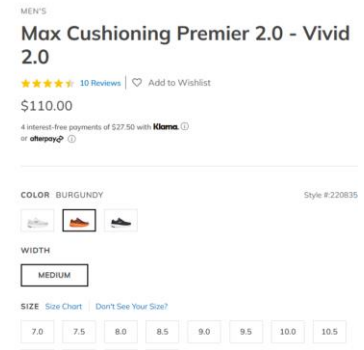 MEN'S
Max Cushioning Premier 2.0 - Vivid
2.0
10 Reviews Add to Wishlist
$110.00
4 interest-free payments of $27.50 with Klarna. ⓘ
or afterpay ⓘ
COLOR BURGUNDY Style #:220835
WIDTH
MEDIUM
SIZE Size Chart Don't See Your Size?
7.0 7.5 8.0 8.5 9.0 9.5 10.0 10.5